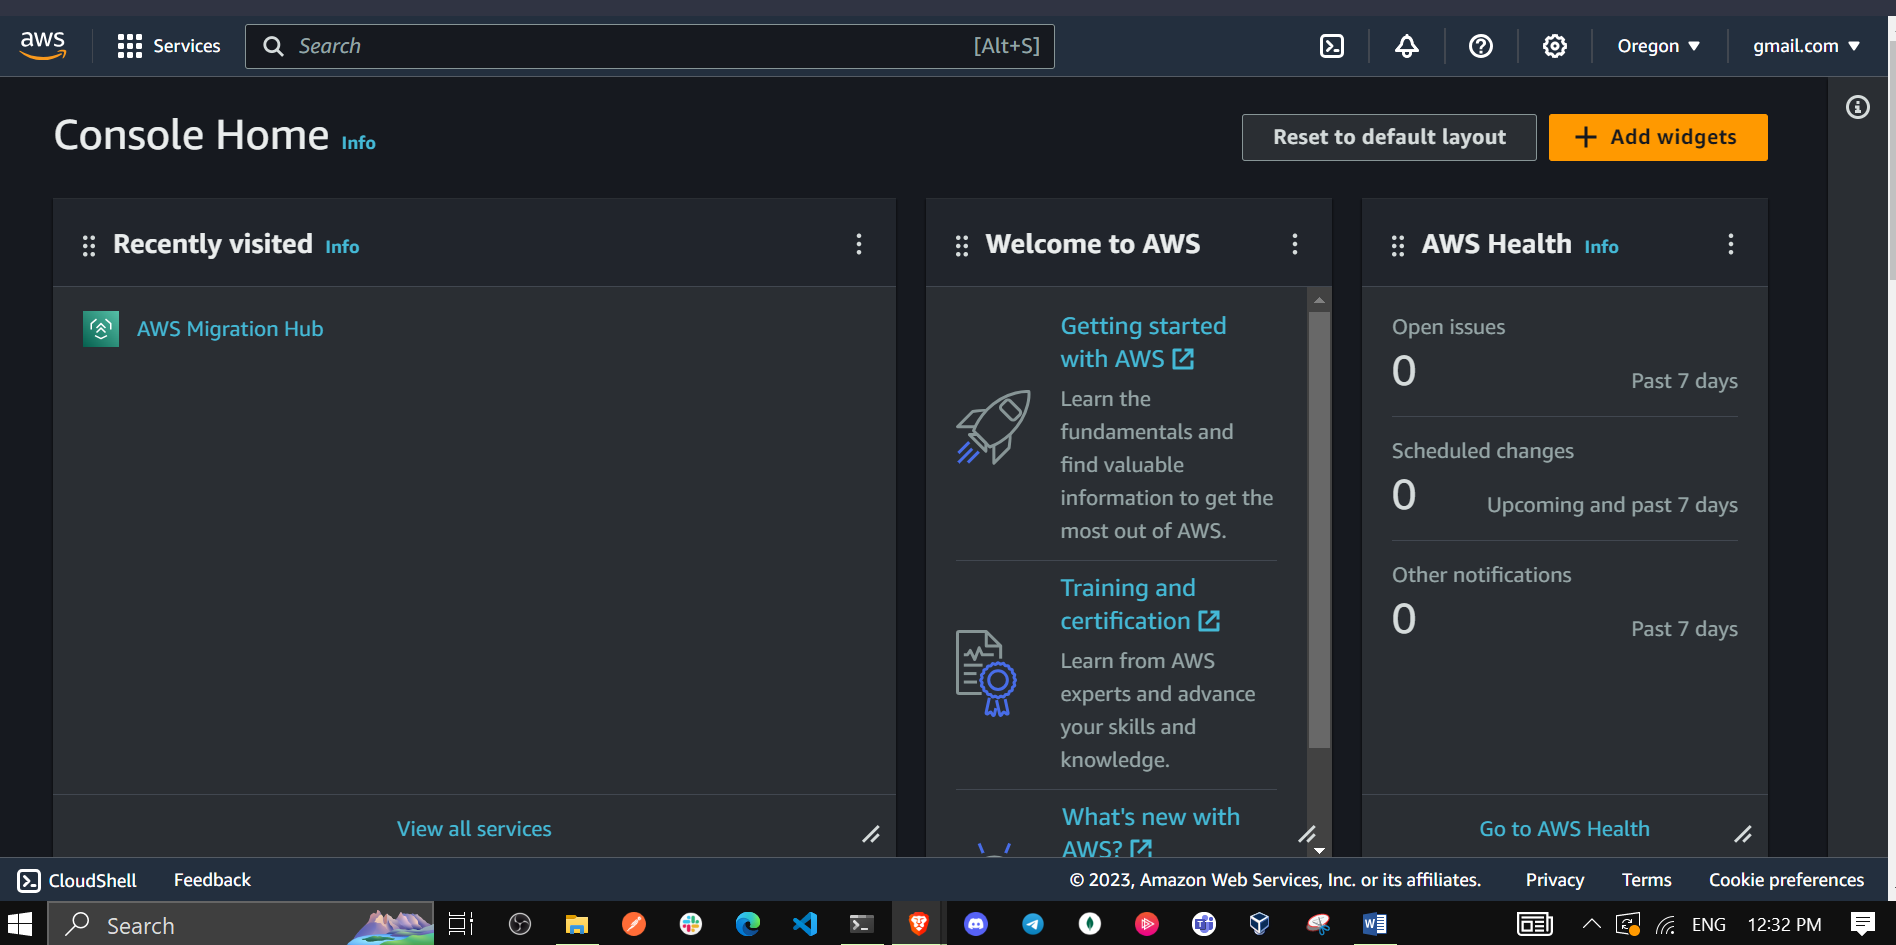 aws
Services
Search
[Alt+S]
Oregon
gmail.com
Console Home Info
Reset to default layout
Add widgets
Recently visited Info
AWS Migration Hub
View all services
Welcome to AWS
Getting started
with AWS
Learn the
fundamentals and
find valuable
information to get the
most out of AWS.
Training and
certification
Learn from AWS
experts and advance
your skills and
knowledge.
What's new with
AWS?
AWS Health Info
Open issues
0
Past 7 days
Scheduled changes
0
Upcoming and past 7 days
Other notifications
0
Past 7 days
Go to AWS Health
CloudShell
Feedback
© 2023, Amazon Web Services, Inc. or its affiliates.
Privacy
Terms
Cookie preferences
Search
ENG
12:32 PM